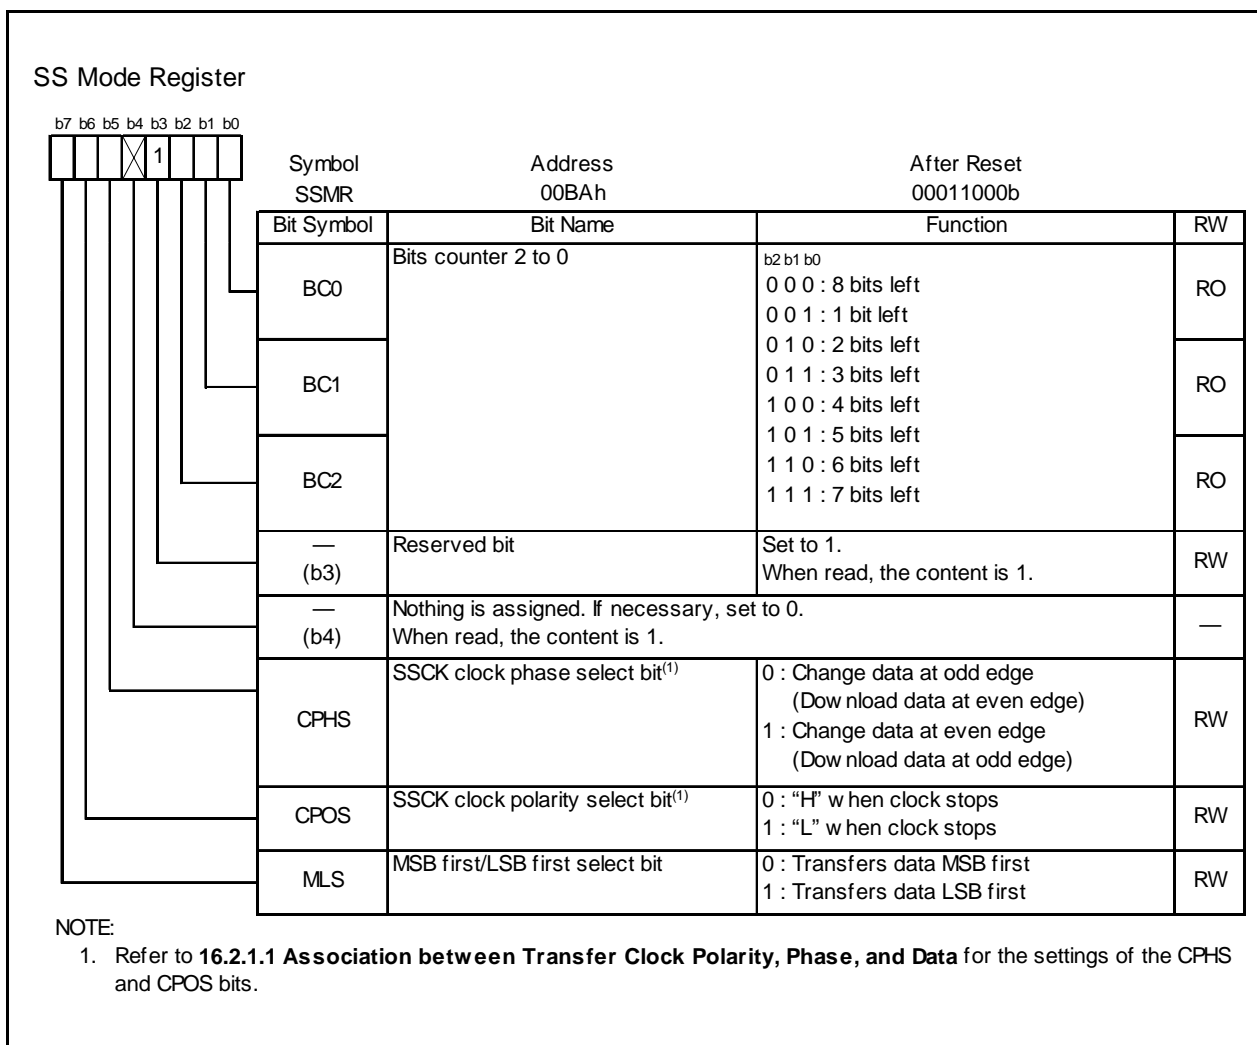 SS Mode Register
b7 b6 b5 b4 b3 b2 b1 b0
1
Symbol Address After Reset
SSMR 00BAh 00011000b
Bit Symbol Bit Name Function RW
BC0 Bits counter 2 to 0 b2 b1 b0 RO
0 0 0 : 8 bits left
0 0 1 : 1 bit left
0 1 0 : 2 bits left
BC1 0 1 1 : 3 bits left RO
1 0 0 : 4 bits left
1 0 1 : 5 bits left
BC2 1 1 0 : 6 bits left RO
1 1 1 : 7 bits left
— Reserved bit Set to 1. RW
(b3) When read, the content is 1.
— Nothing is assigned. If necessary, set to 0. —
(b4) When read, the content is 1.
CPHS SSCK clock phase select bit(1) 0 : Change data at odd edge RW
(Download data at even edge)
1 : Change data at even edge
(Download data at odd edge)
CPOS SSCK clock polarity select bit(1) 0 : “H” when clock stops RW
1 : “L” when clock stops
MLS MSB first/LSB first select bit 0 : Transfers data MSB first RW
1 : Transfers data LSB first
NOTE:
1. Refer to 16.2.1.1 Association between Transfer Clock Polarity, Phase, and Data for the settings of the CPHS
and CPOS bits.